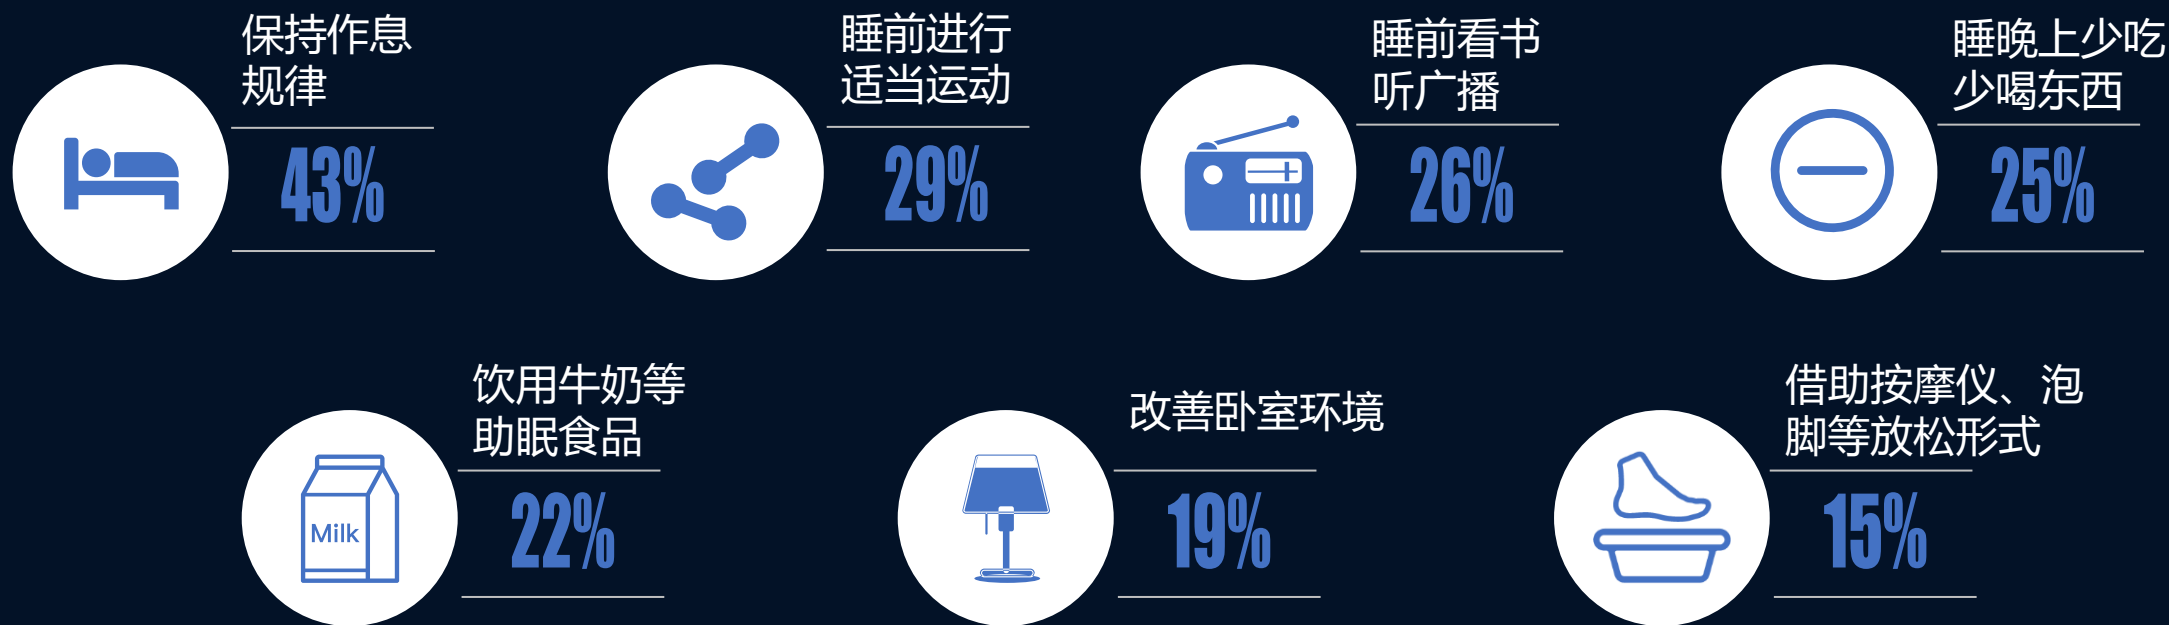 保持作息
规律
43%
睡前进行
适当运动
29%
睡前看书
听广播
26%
睡晚上少吃
少喝东西
25%
饮用牛奶等
助眠食品
Milk
22%
改善卧室环境
19%
借助按摩仪、泡
脚等放松形式
15%